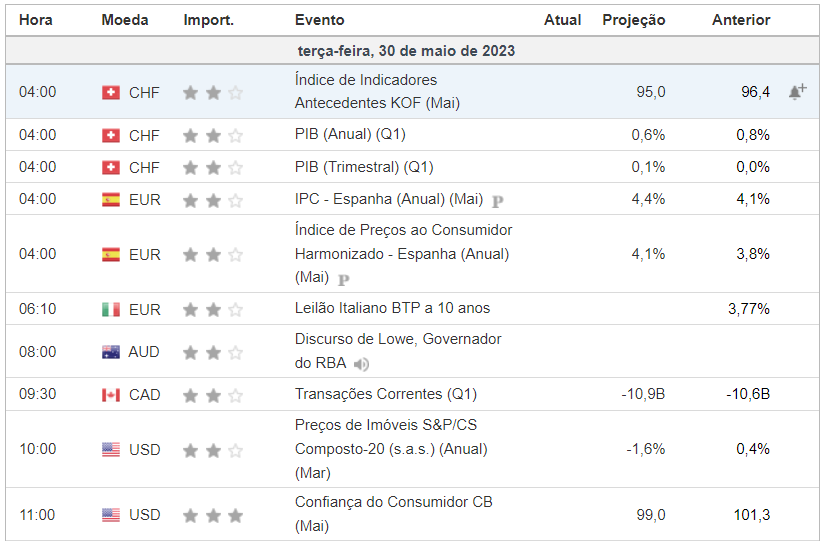 Hora Moeda Import. Evento Atual Projeção Anterior
terça-feira, 30 de maio de 2023
04:00 CHF Índice de Indicadores
Antecedentes KOF (Mai) 95,0 96,4
04:00 CHF PIB (Anual) (Q1) 0,6% 0,8%
04:00 CHF PIB (Trimestral) (Q1) 0,1% 0,0%
04:00 EUR IPC - Espanha (Anual) (Mai) P 4,4% 4,1%
04:00 EUR Índice de Preços ao Consumidor
Harmonizado - Espanha (Anual) 4,1% 3,8%
(Mai) P
06:10 EUR Leilão Italiano BTP a 10 anos 3,77%
08:00 AUD Discurso de Lowe, Governador
do RBA
09:30 CAD Transações Correntes (Q1) -10,9B -10,6B
10:00 USD Preços de Imóveis S&P/CS
Composto-20 (s.a.s.) (Anual) -1,6% 0,4%
(Mar)
11:00 USD Confiança do Consumidor CB
(Mai) 99,0 101,3